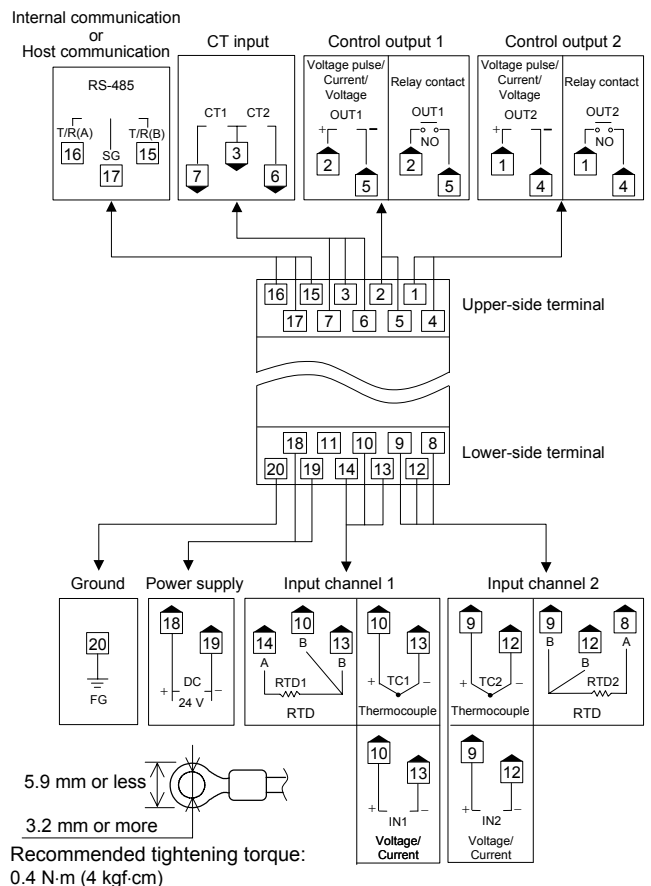 Internal communication
or
Host communication
CT input
Control output 1
Control output 2
RS-485
T/R(A)
T/R(B)
16
SG
15
17
CT1 CT2
7
3
6
Voltage pulse/
Current/
Voltage
OUT1
+ −
2
5
Relay contact
OUT1
NO
2
5
Voltage pulse/
Current/
Voltage
OUT2
+ −
1
4
Relay contact
OUT2
NO
1
4
16 15 3 2 1
17 7 6 5 4
Upper-side terminal
18 11 10 9 8
20 19 14 13 12
Lower-side terminal
Ground
Power supply
Input channel 1
Input channel 2
20
FG
18
19
+ DC −
24 V
14 10 13
A B B
RTD1
RTD
10
13
+ TC1 −
Thermocouple
9
12
+ TC2 −
Thermocouple
9 12 8
B B A
RTD2
RTD
10
13
+ −
IN1
Voltage/
Current
9
12
+ −
IN2
Voltage/
Current
5.9 mm or less
3.2 mm or more
Recommended tightening torque:
0.4 N·m (4 kgf·cm)